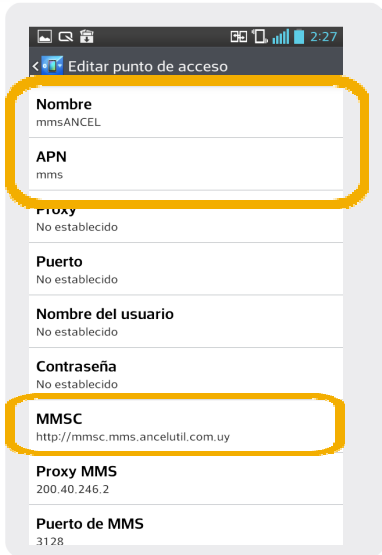 2:27
Editar punto de acceso
Nombre
mmsANCEL
APN
mms
Proxy
No establecido
Puerto
No establecido
Nombre del usuario
No establecido
Contraseña
No establecido
MMSC
http://mmsc.mms.ancelutil.com.uy
Proxy MMS
200.40.246.2
Puerto de MMS
3128